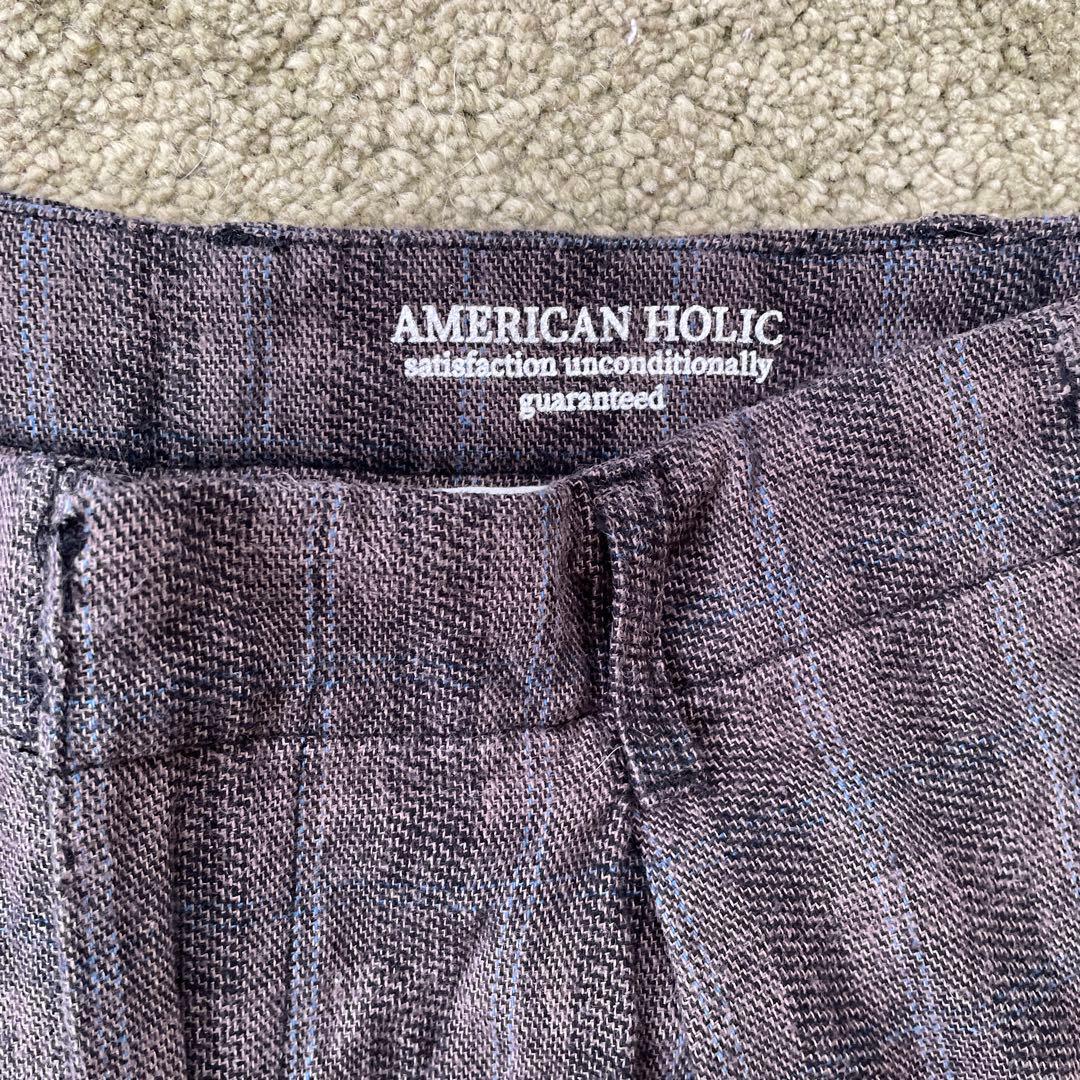 AMERICAN HOLIC
satisfaction unconditionally
guaranteed